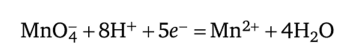 MnO₄⁻ + 8H⁺ + 5e⁻ = Mn²⁺ + 4H₂O